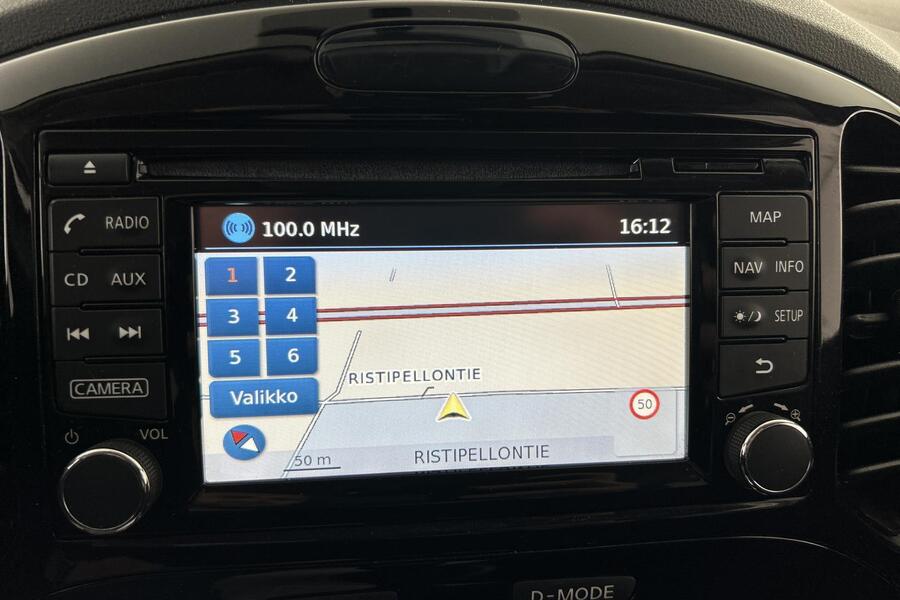 RADIO
CD AUX
CAMERA
VOL
100.0 MHz 16:12
1 2
3 4
5 6
Valikko
RISTIPELLONTIE
50
50 m
RISTIPELLONTIE
MAP
NAV INFO
SETUP
D-MODE